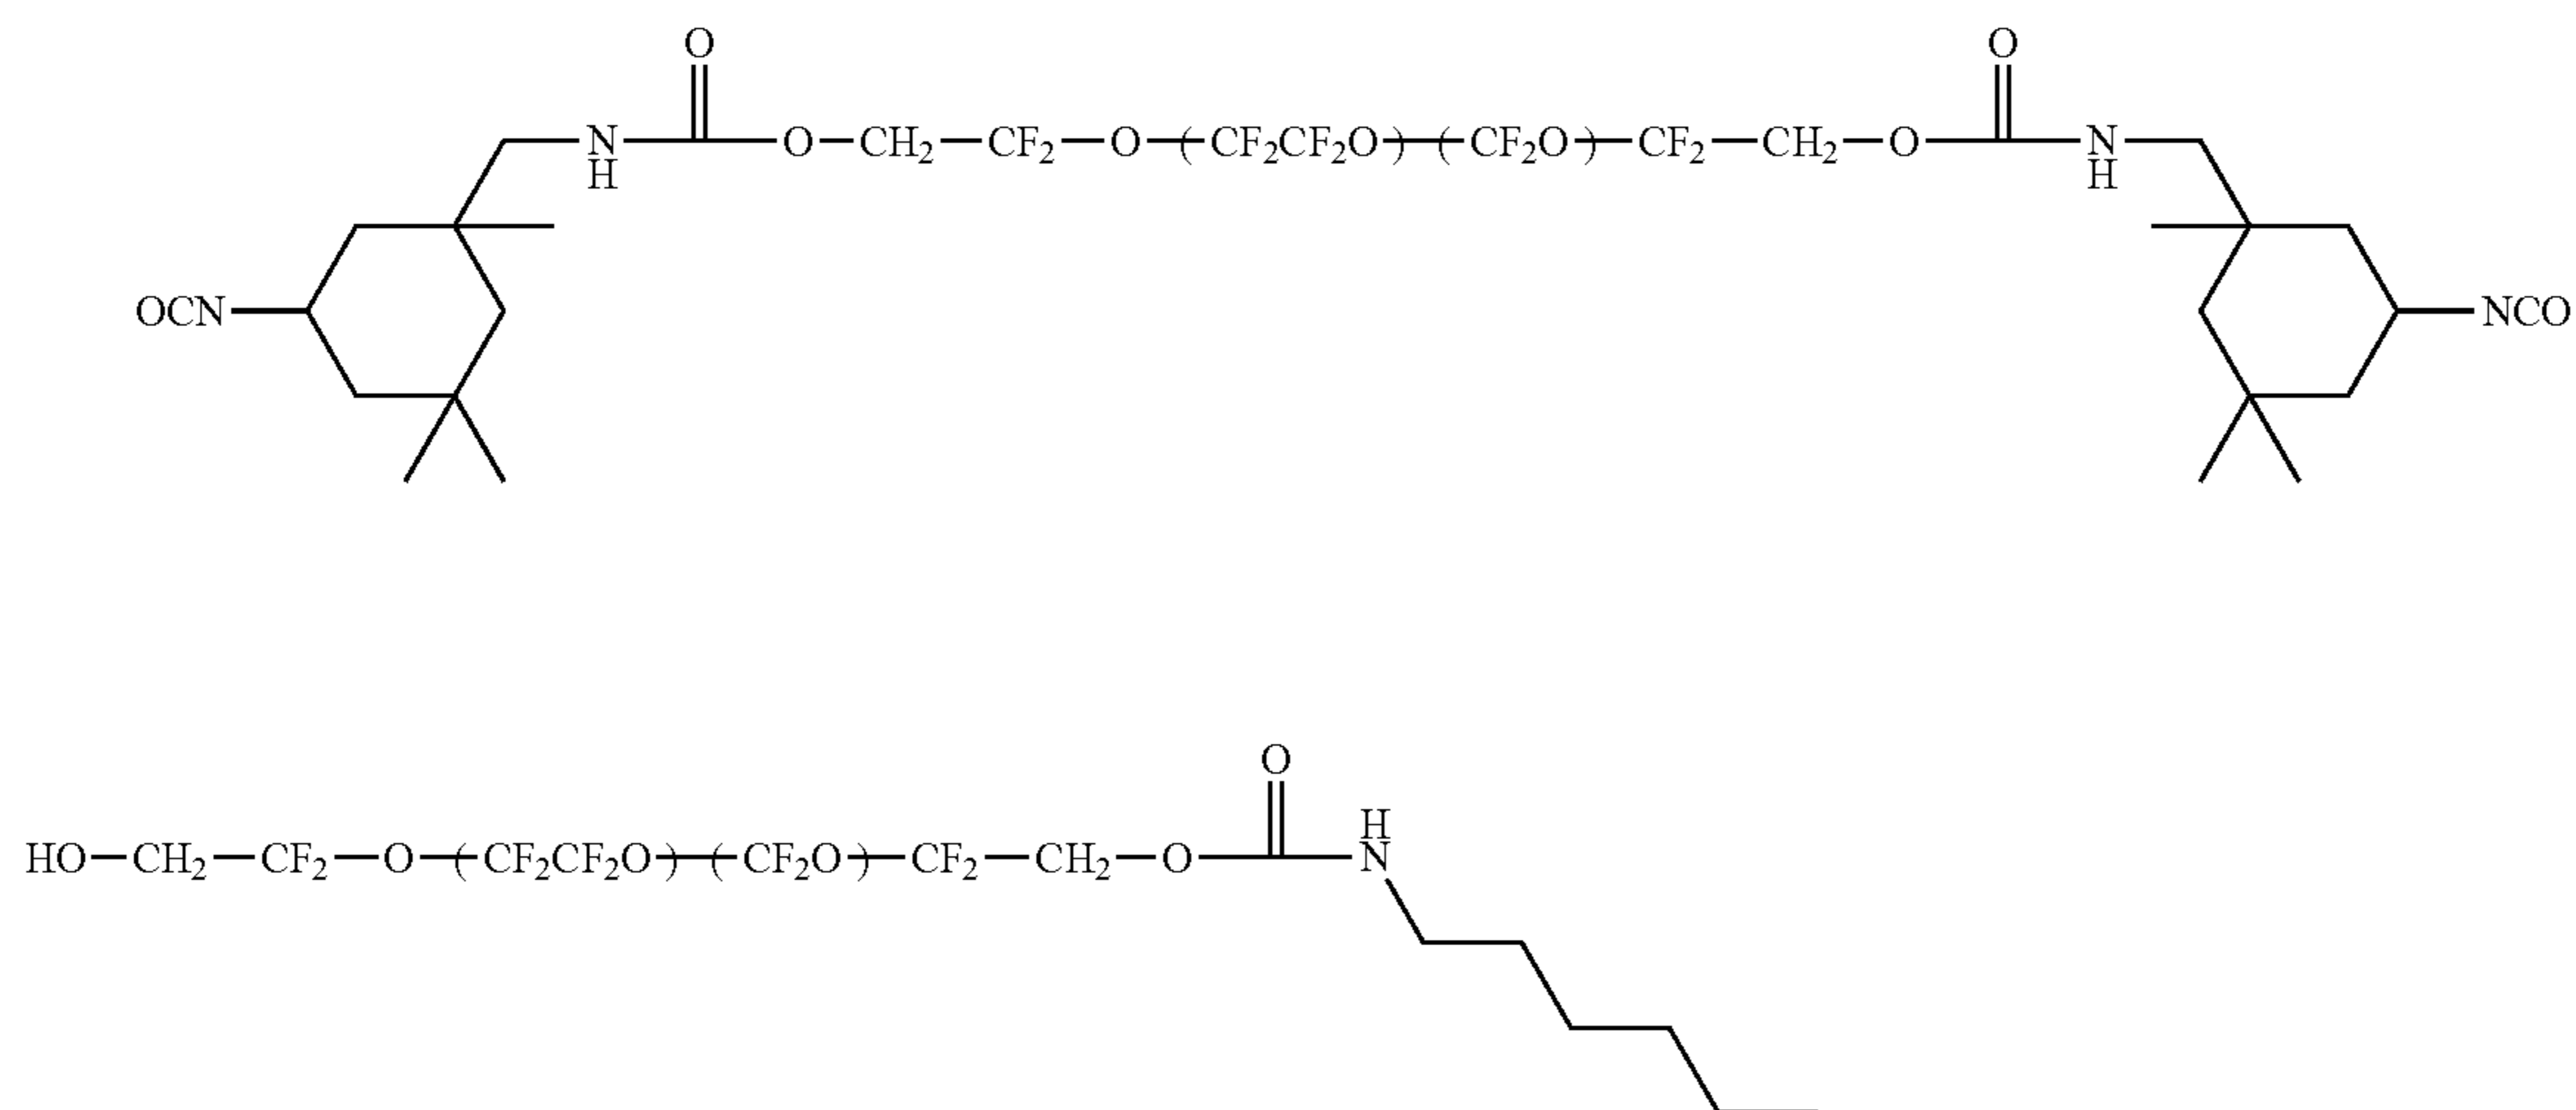 O O
N H C O — CH₂ — CF₂ — O — ( CF₂CF₂O ) — ( CF₂O ) — CF₂ — CH₂ — O N H
OCN NCO
O
HO — CH₂ — CF₂ — O — ( CF₂CF₂O ) — ( CF₂O ) — CF₂ — CH₂ — O H N